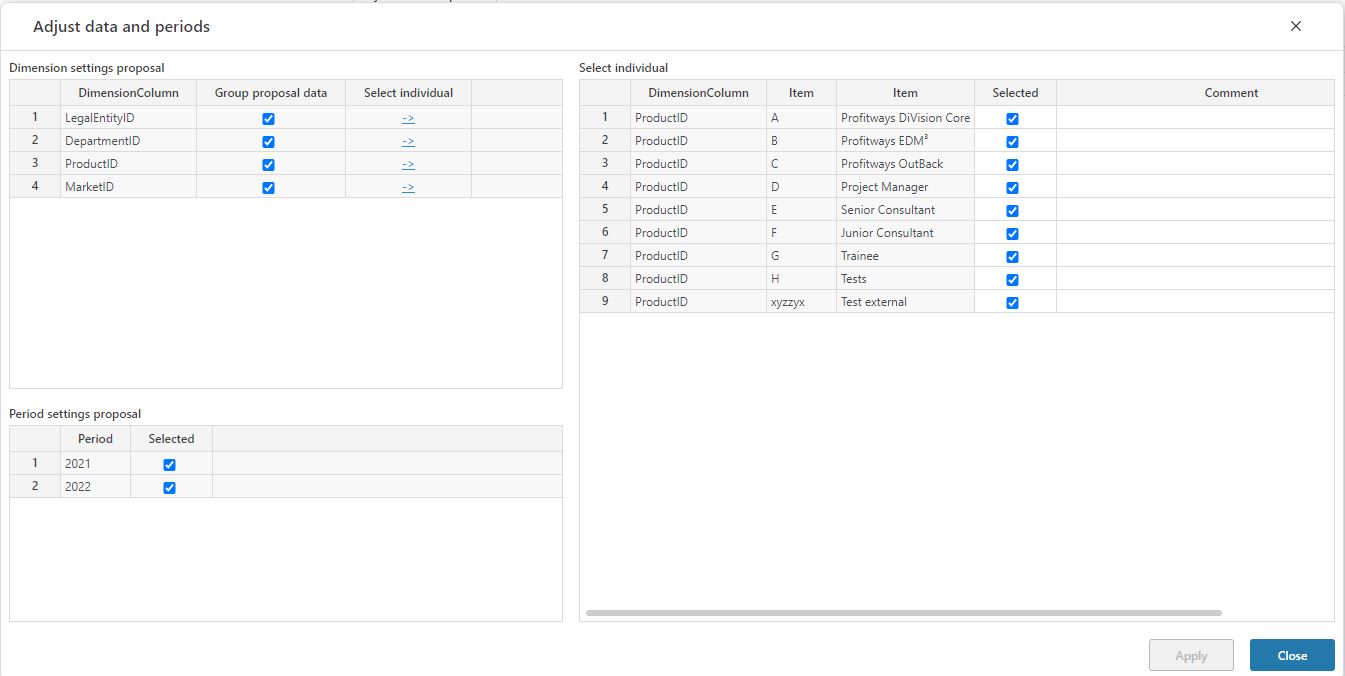 Adjust data and periods
Dimension settings proposal
DimensionColumn Group proposal data Select individual
1 LegalEntityID ->
2 DepartmentID ->
3 ProductID ->
4 MarketID ->
Period settings proposal
Period Selected
1 2021
2 2022
Select individual
DimensionColumn Item Item Selected Comment
1 ProductID A Profitways DiVision Core
2 ProductID B Profitways EDM³
3 ProductID C Profitways OutBack
4 ProductID D Project Manager
5 ProductID E Senior Consultant
6 ProductID F Junior Consultant
7 ProductID G Trainee
8 ProductID H Tests
9 ProductID xyzzyx Test external
Apply Close